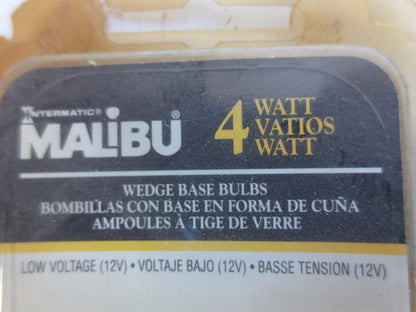 INTERMATIC®
MALiBU®
4 WATT
VATIOS
WATT
WEDGE BASE BULBS
BOMBILLAS CON BASE EN FORMA DE CUÑA
AMPOULES À TIGE DE VERRE
LOW VOLTAGE (12V) • VOLTAJE BAJO (12V) • BASSE TENSION (12V)